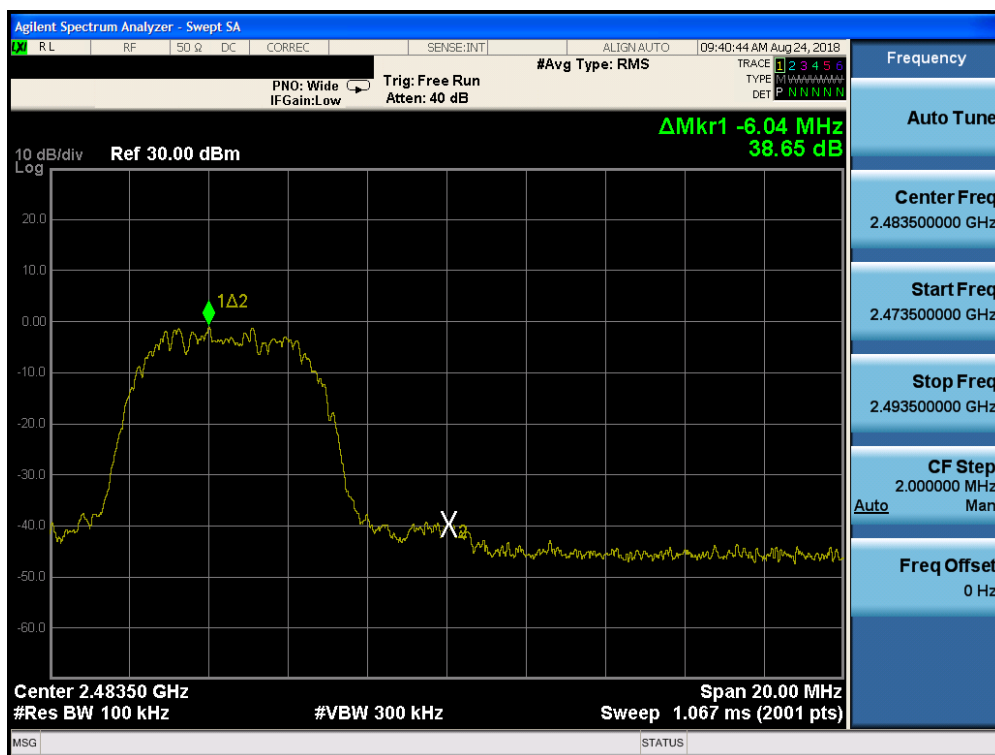 Agilent Spectrum Analyzer - Swept SA
LXI RL RF 50 Ω DC CORREC SENSE:INT ALIGN AUTO 09:40:44 AM Aug 24, 2018
PNO: Wide
IFGain:Low
Trig: Free Run
Atten: 40 dB
#Avg Type: RMS
TRACE 1 2 3 4 5 6
TYPE M
DET P N N N N N
ΔMkr1 -6.04 MHz
38.65 dB
10 dB/div Ref 30.00 dBm
Log
20.0
10.0
1Δ2
0.00
-10.0
-20.0
-30.0
-40.0
X2
-50.0
-60.0
Center 2.48350 GHz Span 20.00 MHz
#Res BW 100 kHz #VBW 300 kHz Sweep 1.067 ms (2001 pts)
MSG STATUS
Frequency
Auto Tune
Center Freq
2.483500000 GHz
Start Freq
2.473500000 GHz
Stop Freq
2.493500000 GHz
CF Step
2.000000 MHz
Auto Man
Freq Offset
0 Hz